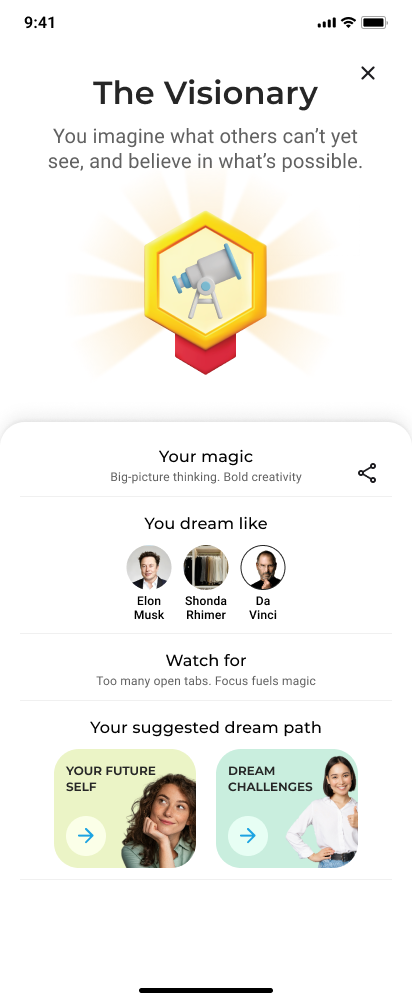 9:41
The Visionary
You imagine what others can’t yet
see, and believe in what’s possible.
Your magic
Big-picture thinking. Bold creativity
You dream like
Elon
Musk
Shonda
Rhimer
Da
Vinci
Watch for
Too many open tabs. Focus fuels magic
Your suggested dream path
YOUR FUTURE
SELF
DREAM
CHALLENGES